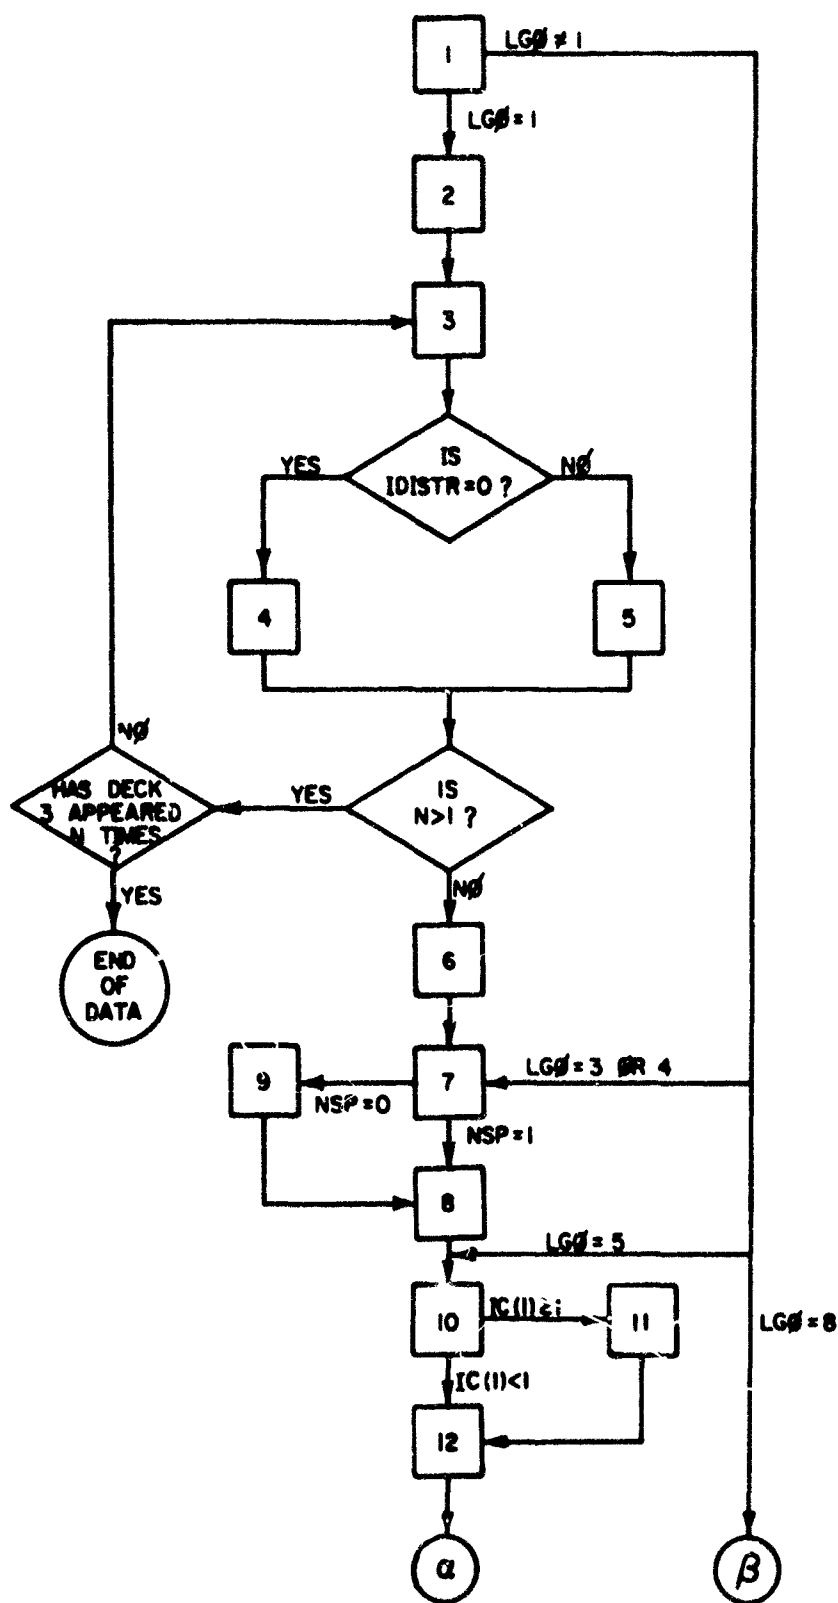 1
LGØ ≠ 1
LGØ = 1
2
3
IS
IDISTR=0 ?
YES
NØ
4
5
NØ
HAS DECK
3 APPEARED
N TIMES
?
YES
IS
N>1 ?
YES
NØ
END
OF
DATA
6
9
NSP=0
7
LGØ=3 ØR 4
NSP=1
8
LGØ=5
10
IC(1)≥1
11
LGØ=8
IC(1)<1
12
α
β